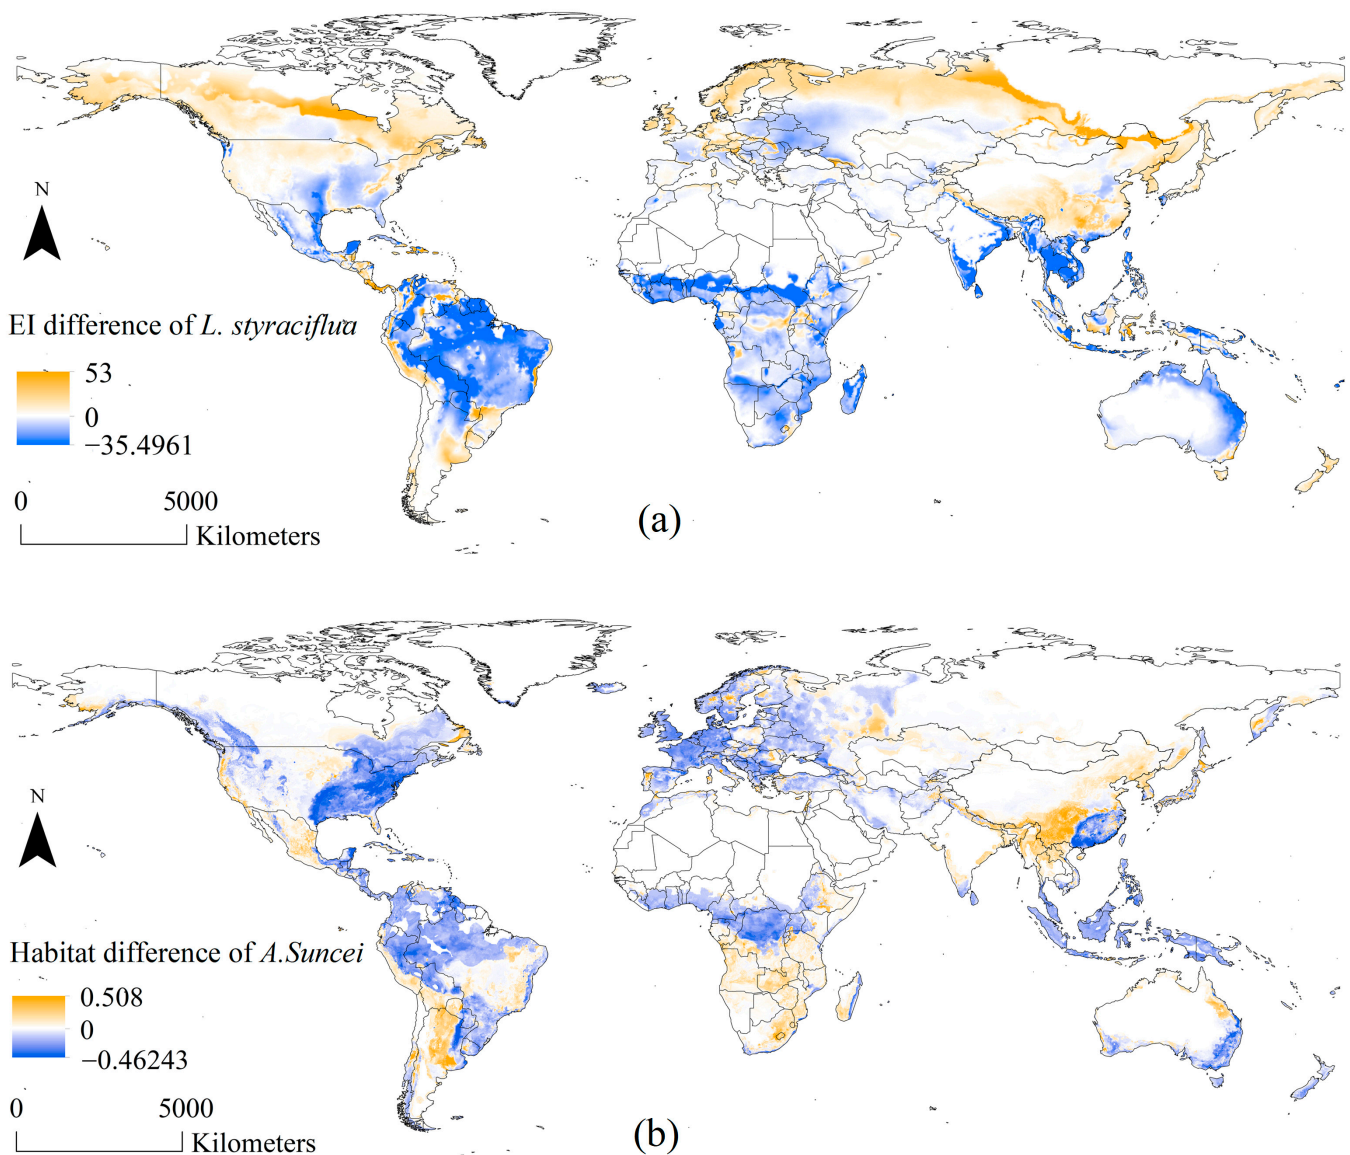 N
EI difference of L. styraciflua
53
0
−35.4961
0 5000
Kilometers
(a)
N
Habitat difference of A.Suncei
0.508
0
−0.46243
0 5000
Kilometers
(b)